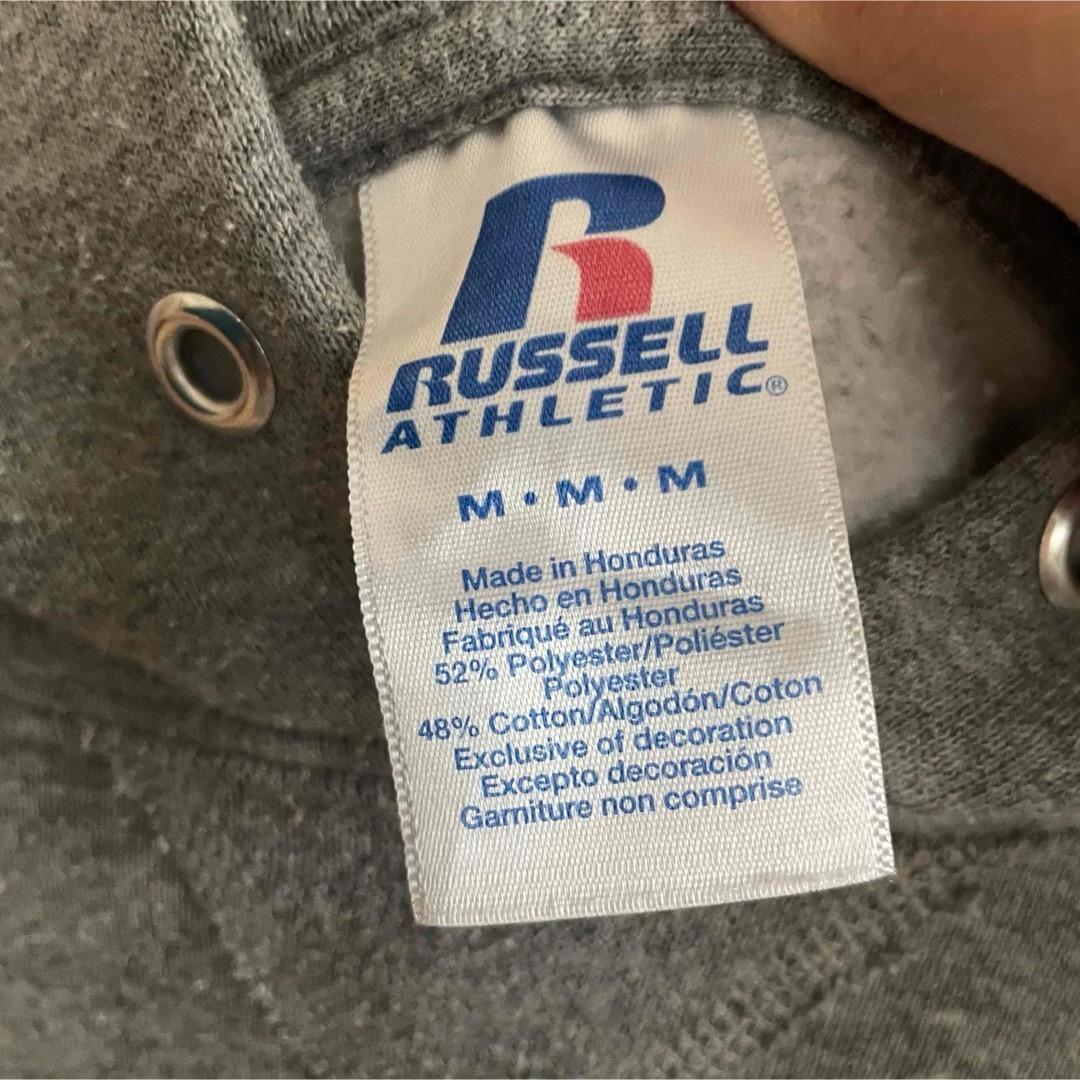 R
RUSSELL
ATHLETIC®
M • M • M
Made in Honduras
Hecho en Honduras
Fabriqué au Honduras
52% Polyester/Poliéster
Polyester
48% Cotton/Algodón/Coton
Exclusive of decoration
Excepto decoración
Garniture non comprise